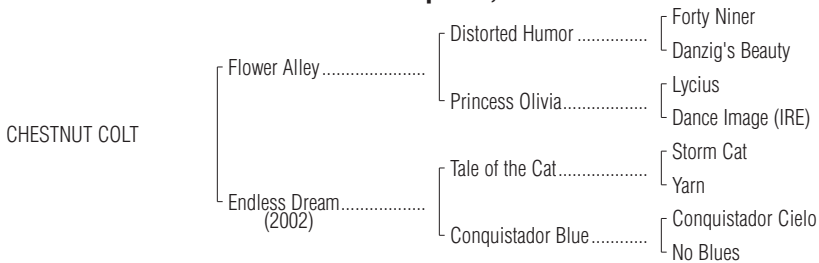 Forty Niner
Distorted Humor ...............
Danzig's Beauty
Flower Alley ......................
Lycius
Princess Olivia..................
Dance Image (IRE)
CHESTNUT COLT
Storm Cat
Tale of the Cat...................
Yarn
Endless Dream..................
(2002)
Conquistador Cielo
Conquistador Blue............
No Blues